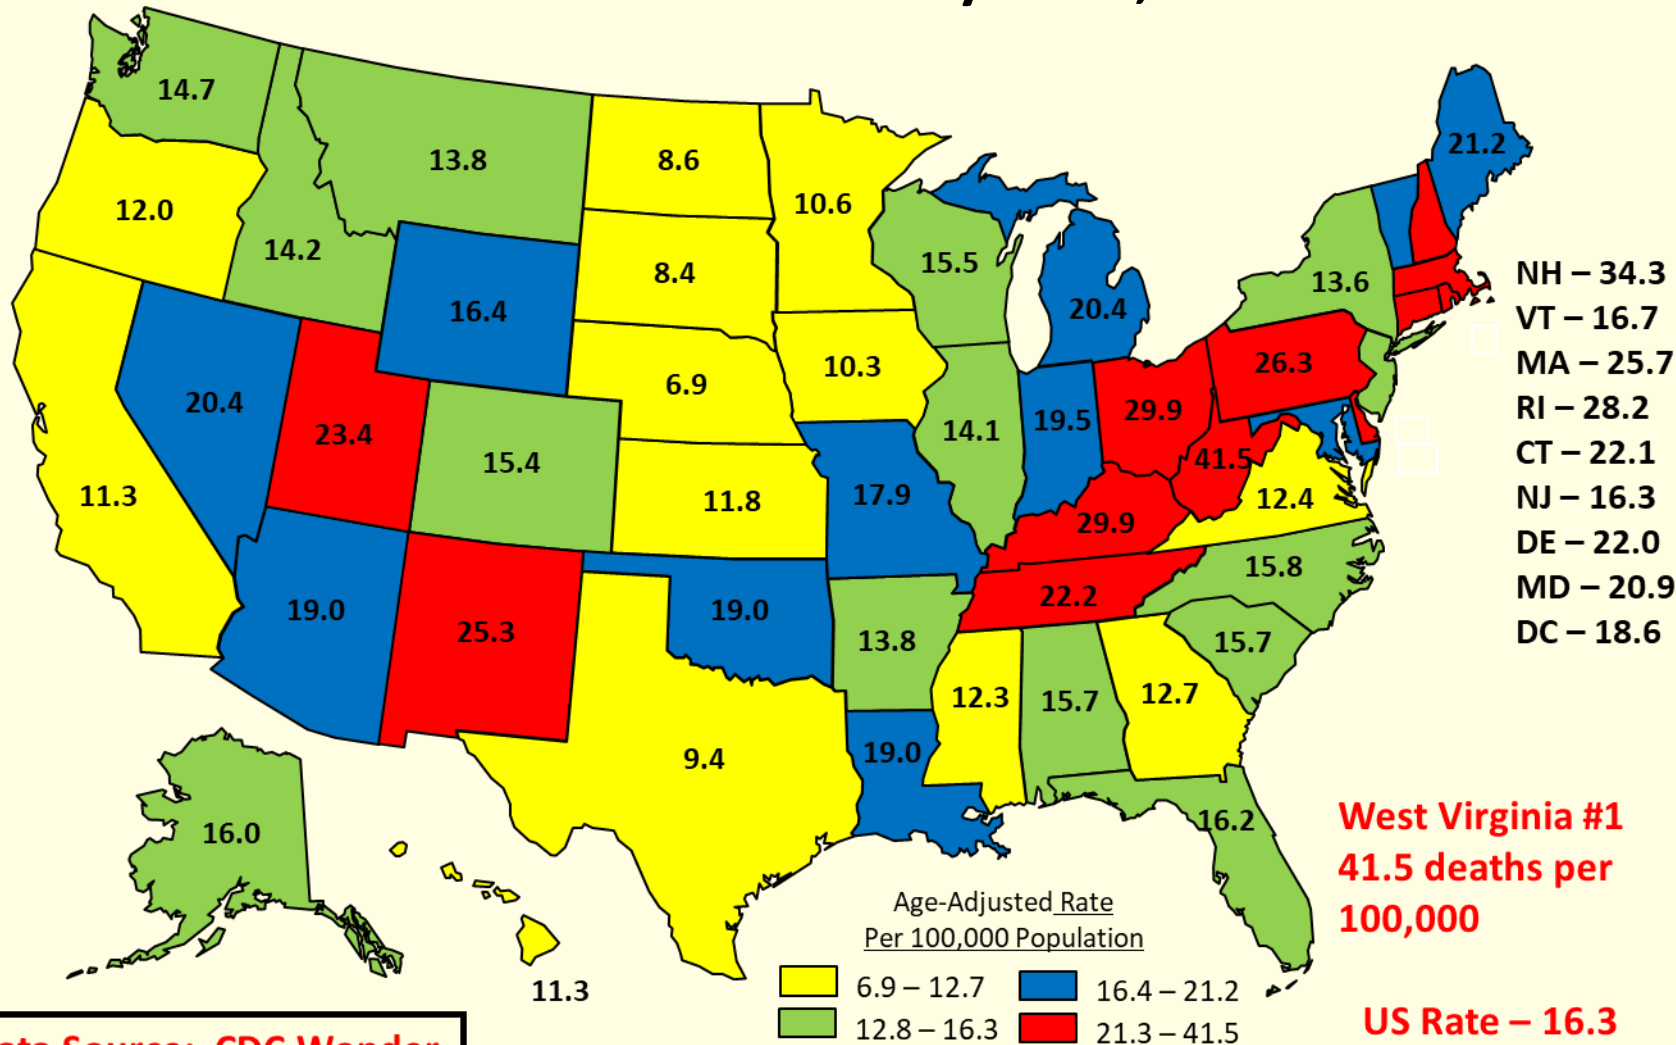 14.7
13.8
8.6
10.6
21.2
12.0
14.2
16.4
8.4
15.5
20.4
13.6
NH – 34.3
VT – 16.7
MA – 25.7
RI – 28.2
CT – 22.1
NJ – 16.3
DE – 22.0
MD – 20.9
DC – 18.6
11.3
20.4
23.4
15.4
6.9
10.3
14.1
19.5
29.9
26.3
41.5
12.4
11.8
17.9
29.9
15.8
19.0
25.3
19.0
13.8
22.2
15.7
9.4
19.0
12.3
15.7
12.7
16.2
16.0
11.3
West Virginia #1
41.5 deaths per
100,000
Age-Adjusted Rate
Per 100,000 Population
6.9 – 12.7
16.4 – 21.2
12.8 – 16.3
21.3 – 41.5
US Rate – 16.3
Source: CDC Wonder